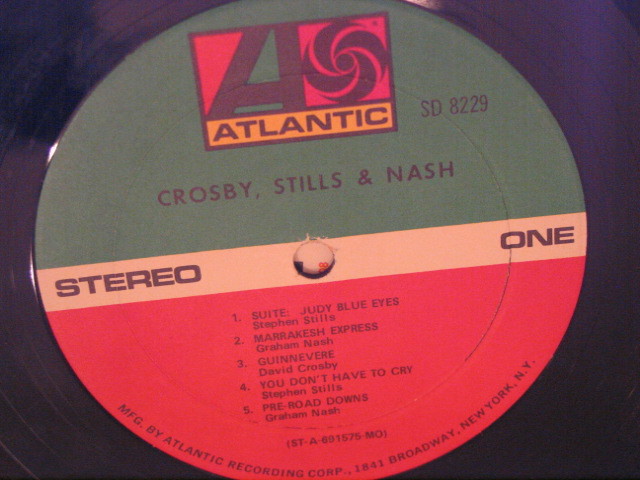 ATLANTIC
SD 8229
CROSBY, STILLS & NASH
STEREO ONE
1. SUITE: JUDY BLUE EYES
Stephen Stills
2. MARRAKESH EXPRESS
Graham Nash
3. GUINNEVERE
David Crosby
4. YOU DON'T HAVE TO CRY
Stephen Stills
5. PRE-ROAD DOWNS
Graham Nash
(ST-A-691575-MO)
MFG. BY ATLANTIC RECORDING CORP., 1841 BROADWAY, NEW YORK, N.Y.